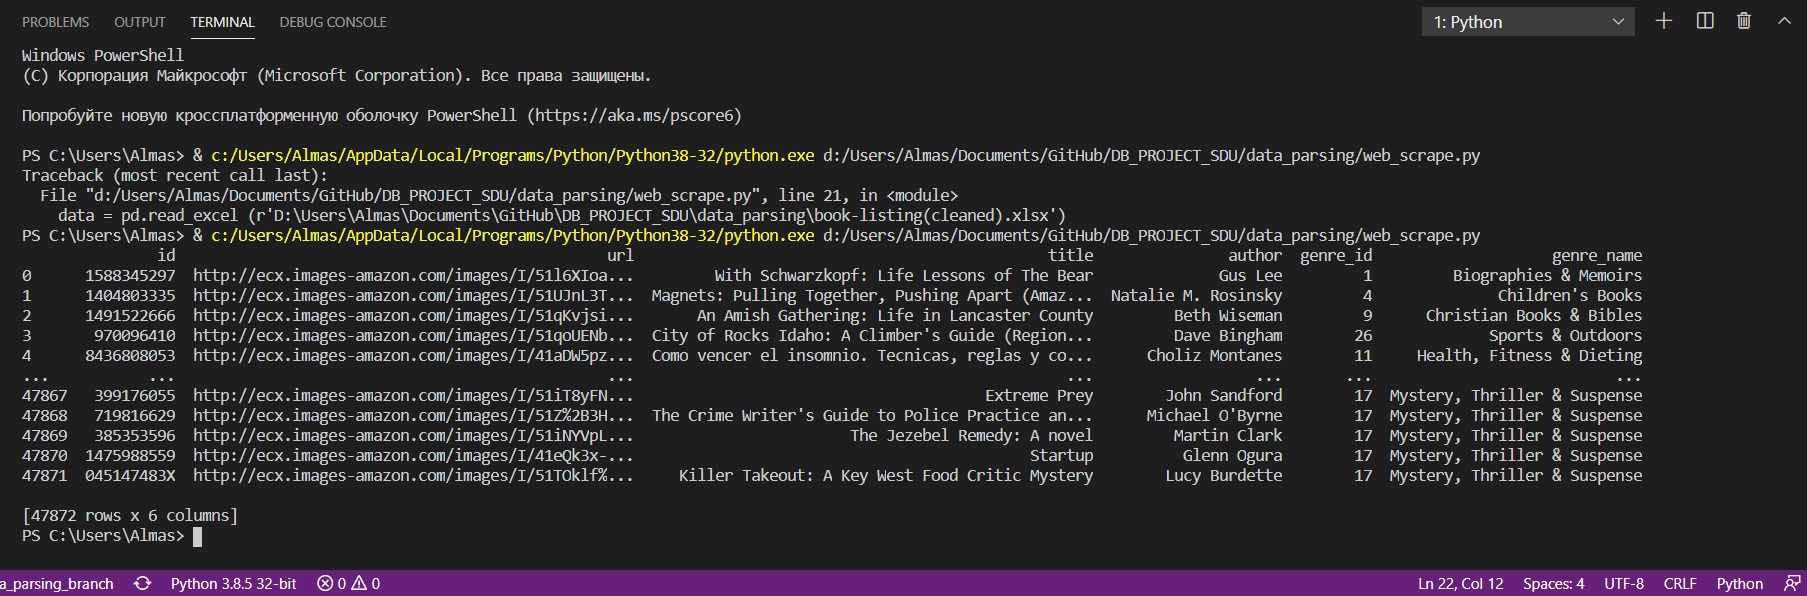 PROBLEMS OUTPUT TERMINAL DEBUG CONSOLE 1: Python
Windows PowerShell
(C) Корпорация Майкрософт (Microsoft Corporation). Все права защищены.
Попробуйте новую кроссплатформенную оболочку PowerShell (https://aka.ms/pscore6)
PS C:\Users\Almas> & c:/Users/Almas/AppData/Local/Programs/Python/Python38-32/python.exe d:/Users/Almas/Documents/GitHub/DB_PROJECT_SDU/data_parsing/web_scrape.py
Traceback (most recent call last):
  File "d:/Users/Almas/Documents/GitHub/DB_PROJECT_SDU/data_parsing/web_scrape.py", line 21, in <module>
    data = pd.read_excel (r'D:\Users\Almas\Documents\GitHub\DB_PROJECT_SDU\data_parsing\book-listing(cleaned).xlsx')
PS C:\Users\Almas> & c:/Users/Almas/AppData/Local/Programs/Python/Python38-32/python.exe d:/Users/Almas/Documents/GitHub/DB_PROJECT_SDU/data_parsing/web_scrape.py
id url title author genre_id genre_name
0 1588345297 http://ecx.images-amazon.com/images/I/51l6XIoa... With Schwarzkopf: Life Lessons of The Bear Gus Lee 1 Biographies & Memoirs
1 1404803335 http://ecx.images-amazon.com/images/I/51UJnL3T... Magnets: Pulling Together, Pushing Apart (Amaz... Natalie M. Rosinsky 4 Children's Books
2 1491522666 http://ecx.images-amazon.com/images/I/51qKvjsi... An Amish Gathering: Life in Lancaster County Beth Wiseman 9 Christian Books & Bibles
3 970096410 http://ecx.images-amazon.com/images/I/51qoUENb... City of Rocks Idaho: A Climber's Guide (Region... Dave Bingham 26 Sports & Outdoors
4 8436808053 http://ecx.images-amazon.com/images/I/41aDW5pz... Como vencer el insomnio. Tecnicas, reglas y co... Choliz Montanes 11 Health, Fitness & Dieting
... ... ... ... ... ... ...
47867 399176055 http://ecx.images-amazon.com/images/I/51iT8yFN... Extreme Prey John Sandford 17 Mystery, Thriller & Suspense
47868 719816629 http://ecx.images-amazon.com/images/I/51Z%2B3H... The Crime Writer's Guide to Police Practice an... Michael O'Byrne 17 Mystery, Thriller & Suspense
47869 385353596 http://ecx.images-amazon.com/images/I/51iNYVpL... The Jezebel Remedy: A novel Martin Clark 17 Mystery, Thriller & Suspense
47870 1475988559 http://ecx.images-amazon.com/images/I/41eQk3x-... Startup Glenn Ogura 17 Mystery, Thriller & Suspense
47871 045147483X http://ecx.images-amazon.com/images/I/51TOklf%... Killer Takeout: A Key West Food Critic Mystery Lucy Burdette 17 Mystery, Thriller & Suspense
[47872 rows x 6 columns]
PS C:\Users\Almas>
a_parsing_branch Python 3.8.5 32-bit 0 0 Ln 22, Col 12 Spaces: 4 UTF-8 CRLF Python